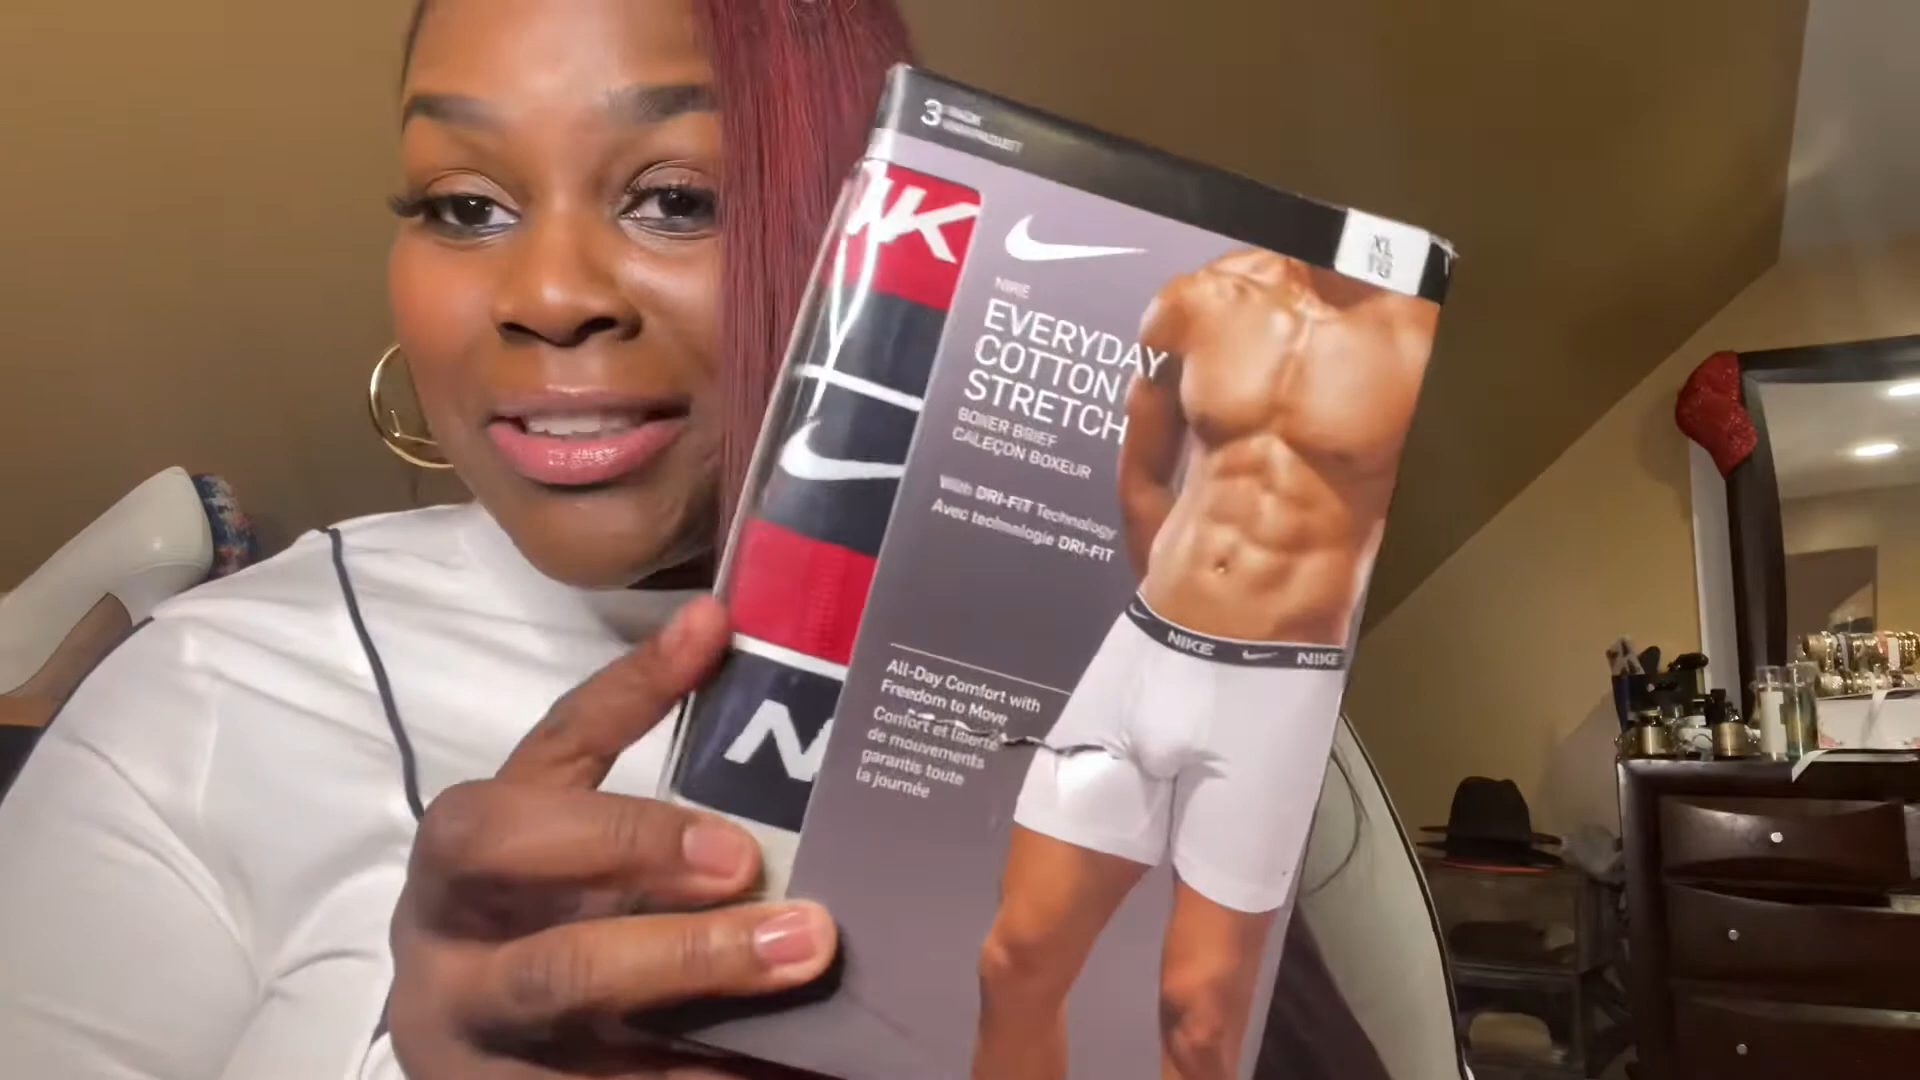 3
XL
TG
NIKE
EVERYDAY
COTTON
STRETCH
BOXER BRIEF
CALEÇON BOXEUR
With DRI-FIT Technology
Avec technologie DRI-FIT
All-Day Comfort with
Freedom to Move
Confort et liberté
de mouvements
garantis toute
la journée
NIKE NIKE